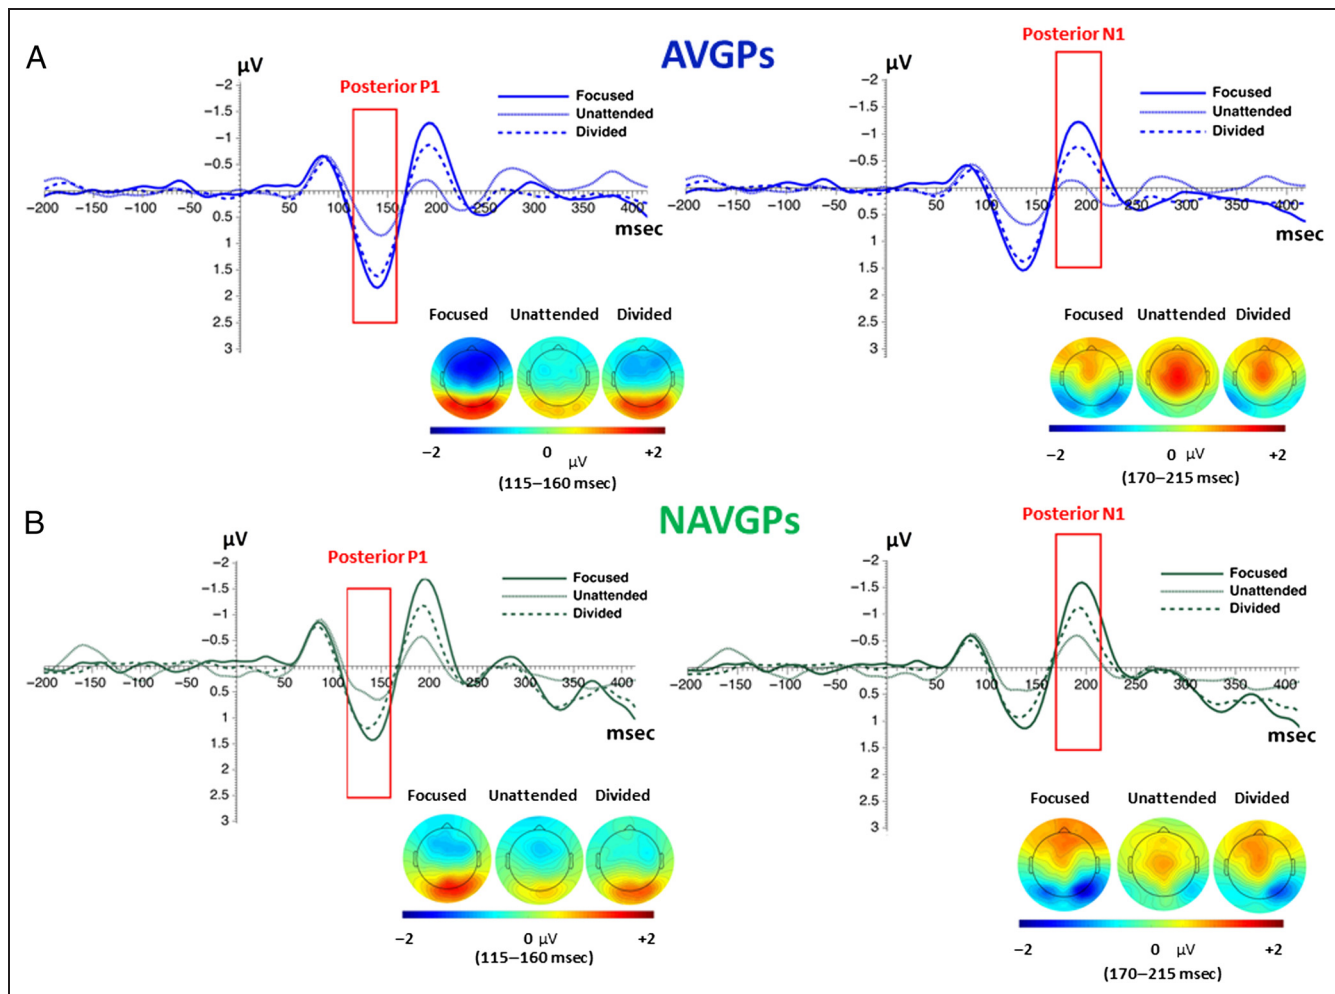 A
AVGPs
μV
Posterior P1
−2
−1.5
−1
−0.5
0.5
1
1.5
2
2.5
3
−200 −150 −100 −50 50 100 150 200 250 300 350 400
msec
Focused
Unattended
Divided
Focused Unattended Divided
−2 0 μV +2
(115–160 msec)
Posterior N1
μV
−2
−1.5
−1
−0.5
0.5
1
1.5
2
2.5
3
−200 −150 −100 −50 50 100 150 200 250 300 350 400
msec
Focused
Unattended
Divided
Focused Unattended Divided
−2 0 μV +2
(170–215 msec)
B
NAVGPs
μV
Posterior P1
−2
−1.5
−1
−0.5
0.5
1
1.5
2
2.5
3
−200 −150 −100 −50 50 100 150 200 250 300 350 400
msec
Focused
Unattended
Divided
Focused Unattended Divided
−2 0 μV +2
(115–160 msec)
Posterior N1
μV
−2
−1.5
−1
−0.5
0.5
1
1.5
2
2.5
3
−200 −150 −100 −50 50 100 150 200 250 300 350 400
msec
Focused
Unattended
Divided
Focused Unattended Divided
−2 0 μV +2
(170–215 msec)